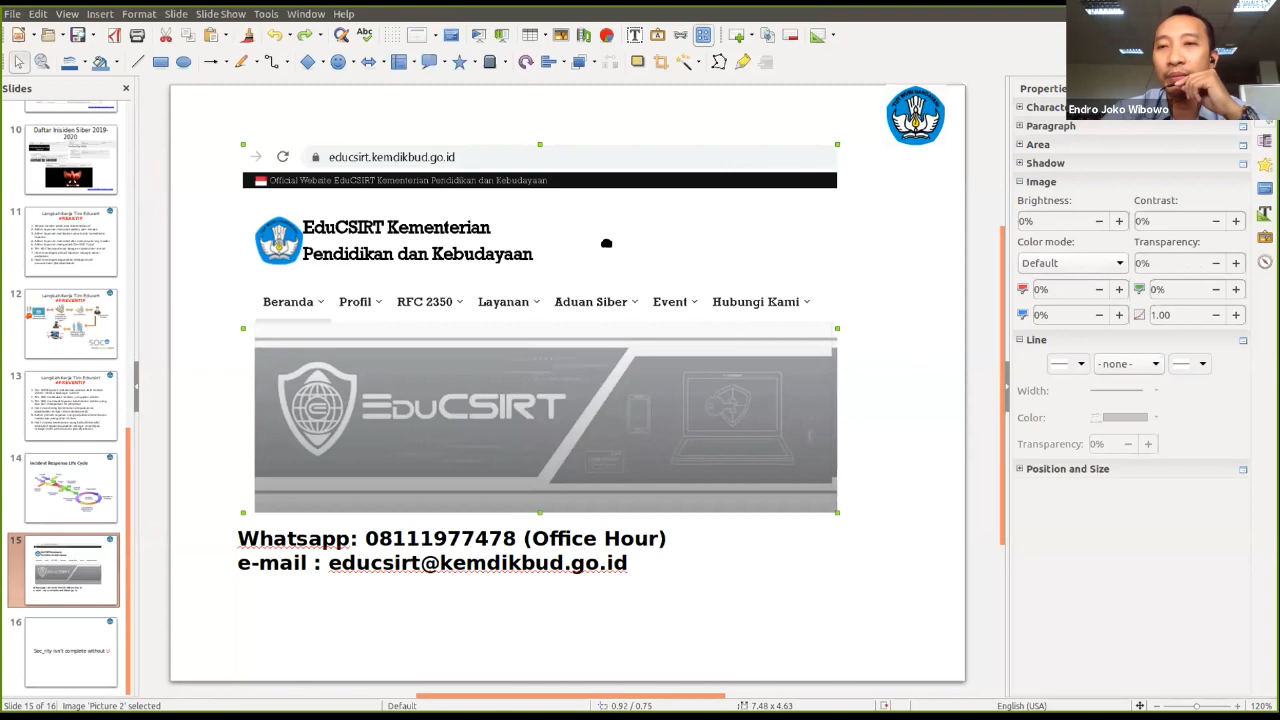 File Edit View Insert Format Slide Slide Show Tools Window Help
Endro Joko Wibowo
Slides
10
Daftar Inisiden Siber 2019-
2020
11
12
13
14
Incident Response Life Cycle
15
16
Sec_rity isn't complete without U
educsirt.kemdikbud.go.id
Official Website EduCSIRT Kementerian Pendidikan dan Kebudayaan
EduCSIRT Kementerian
Pendidikan dan Kebudayaan
Beranda Profil RFC 2350 Layanan Aduan Siber Event Hubungi Kami
EDUCSIRT
Whatsapp: 08111977478 (Office Hour)
e-mail : educsirt@kemdikbud.go.id
Paragraph
Area
Shadow
Image
Brightness: Contrast:
0% 0%
Color mode: Transparency:
Default 0%
0% 0%
0% 1.00
Line
- none -
Width:
Color:
Transparency: 0%
Position and Size
Slide 15 of 16 Image 'Picture 2' selected Default 0.92 / 0.75 7.48 x 4.63 English (USA) 120%